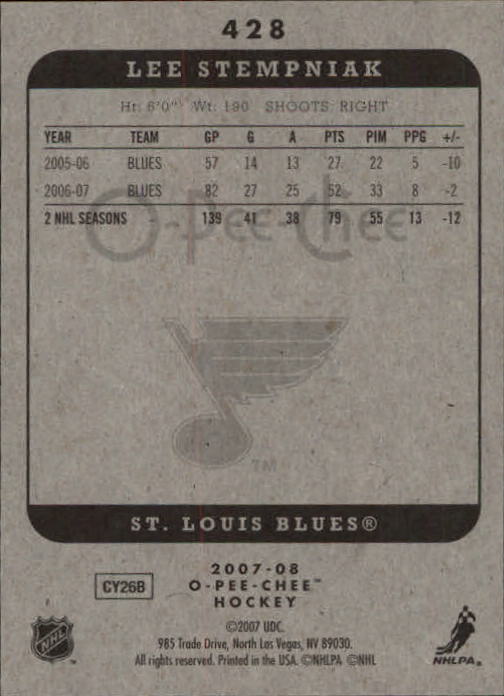 428
LEE STEMPNIAK
Ht: 6'0" Wt: 190 SHOOTS: RIGHT
YEAR TEAM GP G A PTS PIM PPG +/-
2005-06 BLUES 57 14 13 27 22 5 -10
2006-07 BLUES 82 27 25 52 33 8 -2
2 NHL SEASONS 139 41 38 79 55 13 -12
O-Pee-Chee
TM
ST. LOUIS BLUES®
2007-08
CY26B O-PEE-CHEE™
HOCKEY
©2007 UDC.
985 Trade Drive, North Las Vegas, NV 89030.
All rights reserved. Printed in the USA. ©NHLPA ©NHL
NHL
NHLPA